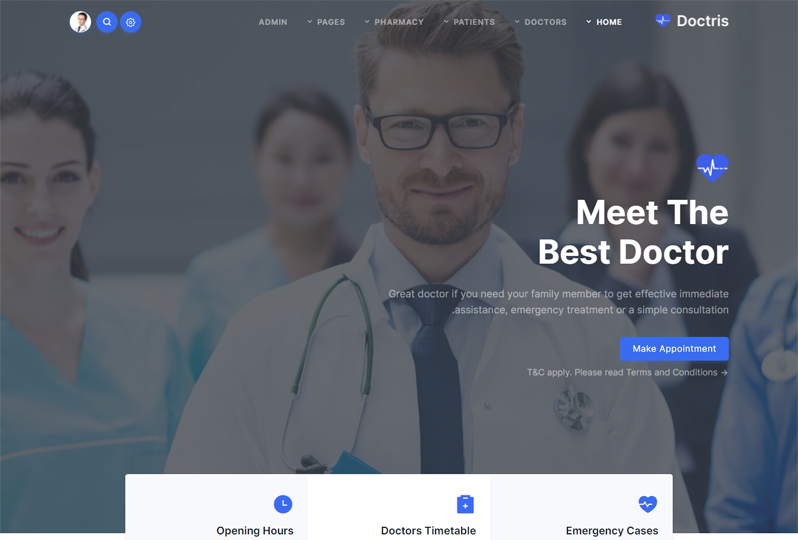 Doctris
HOME
DOCTORS
PATIENTS
PHARMACY
PAGES
ADMIN
Meet The
Best Doctor
Great doctor if you need your family member to get effective immediate
.assistance, emergency treatment or a simple consultation
Make Appointment
T&C apply. Please read Terms and Conditions →
Opening Hours
Doctors Timetable
Emergency Cases